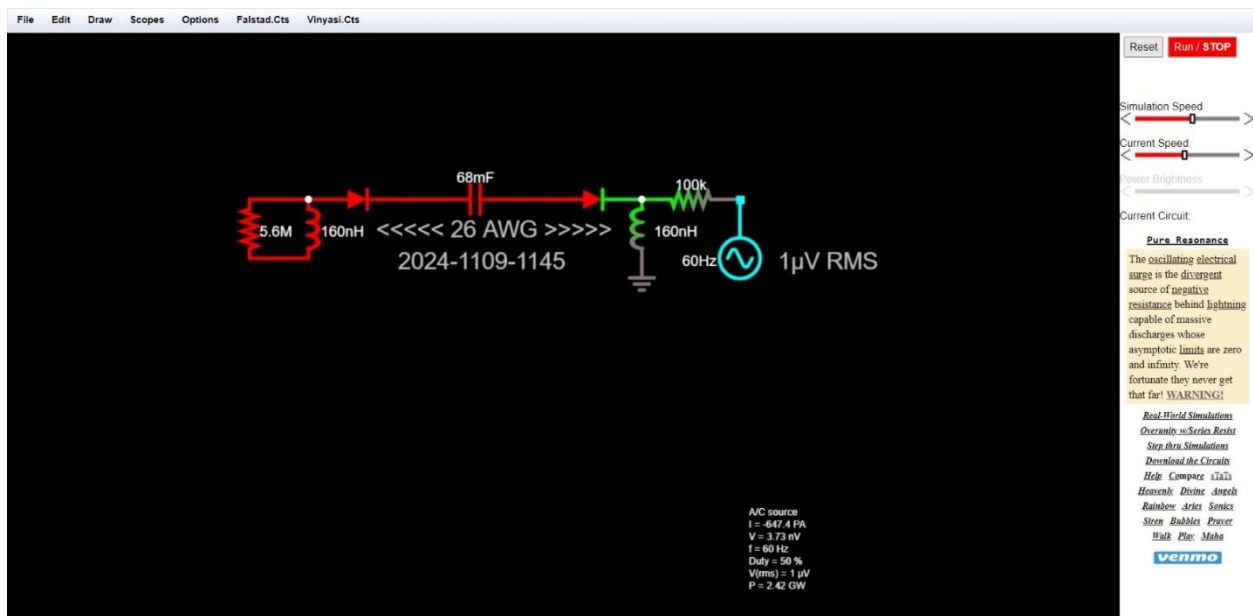 File Edit Draw Scopes Options Falstad.Cts Vinyasi.Cts
Reset Run / STOP
Simulation Speed
Current Speed
Power Brightness
Current Circuit:
Pure Resonance
The oscillating electrical
surge is the divergent
source of negative
resistance behind lightning
capable of massive
discharges whose
asymptotic limits are zero
and infinity. We're
fortunate they never get
that far! WARNING!
Real-World Simulations
Overunity w/Series Resist
Step thru Simulations
Download the Circuits
Help Compare sTaTs
Heavenly Divine Angels
Rainbow Aries Sonics
Siren Bubbles Prayer
Walk Play Maha
venmo
68mF
100k
5.6M
160nH
<<<<< 26 AWG >>>>>
160nH
2024-1109-1145
60Hz
1µV RMS
A/C source
I = -647.4 PA
V = 3.73 nV
f = 60 Hz
Duty = 50 %
V(rms) = 1 µV
P = 2.42 GW